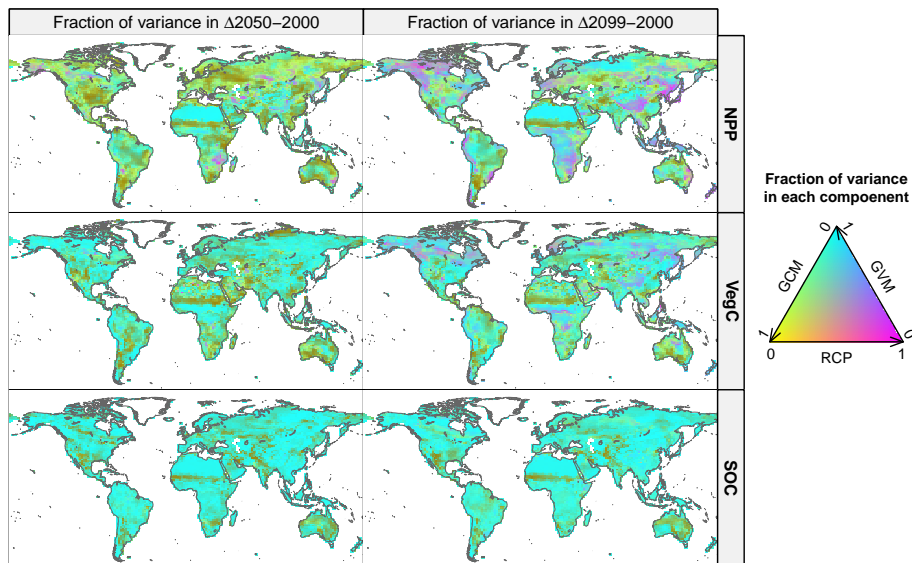 Fraction of variance in Δ2050−2000
Fraction of variance in Δ2099−2000
NPP
VegC
SOC
Fraction of variance
in each compoenent
0
1
GCM
GVM
1
0
0
RCP
1